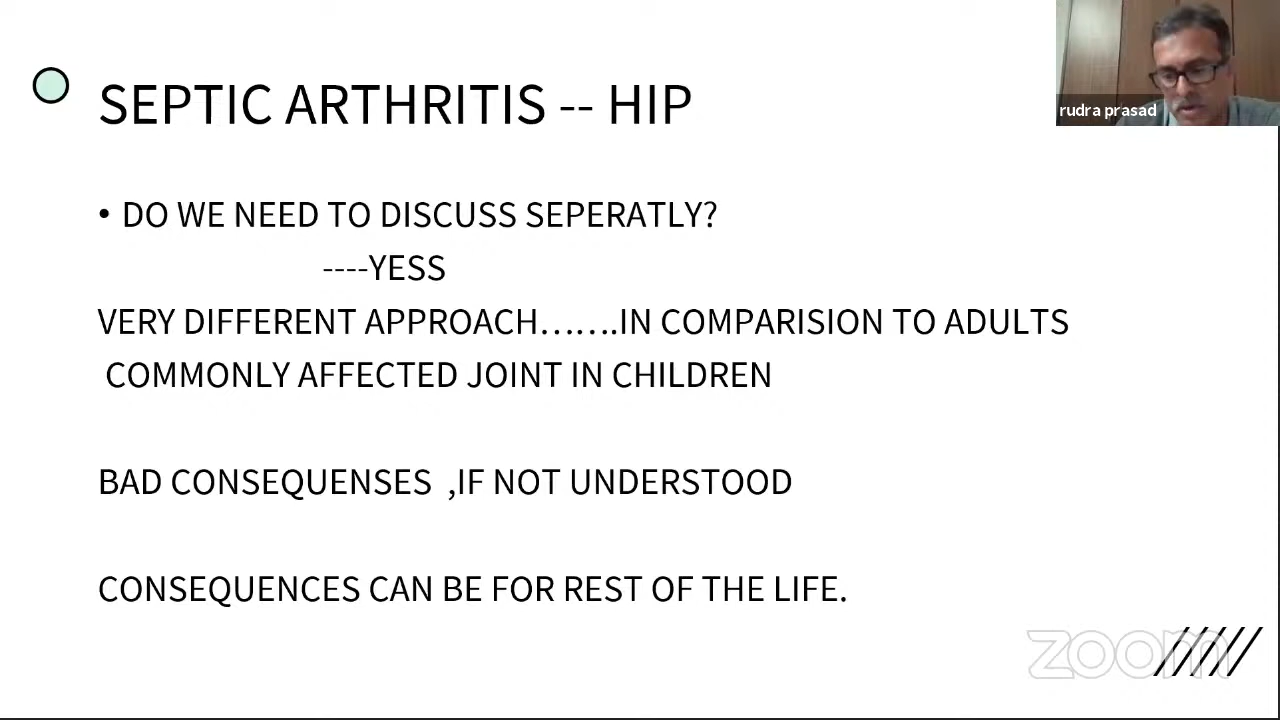 SEPTIC ARTHRITIS -- HIP
rudra prasad
• DO WE NEED TO DISCUSS SEPERATLY?
----YESS
VERY DIFFERENT APPROACH…….IN COMPARISION TO ADULTS
COMMONLY AFFECTED JOINT IN CHILDREN
BAD CONSEQUENSES ,IF NOT UNDERSTOOD
CONSEQUENCES CAN BE FOR REST OF THE LIFE.
zoom